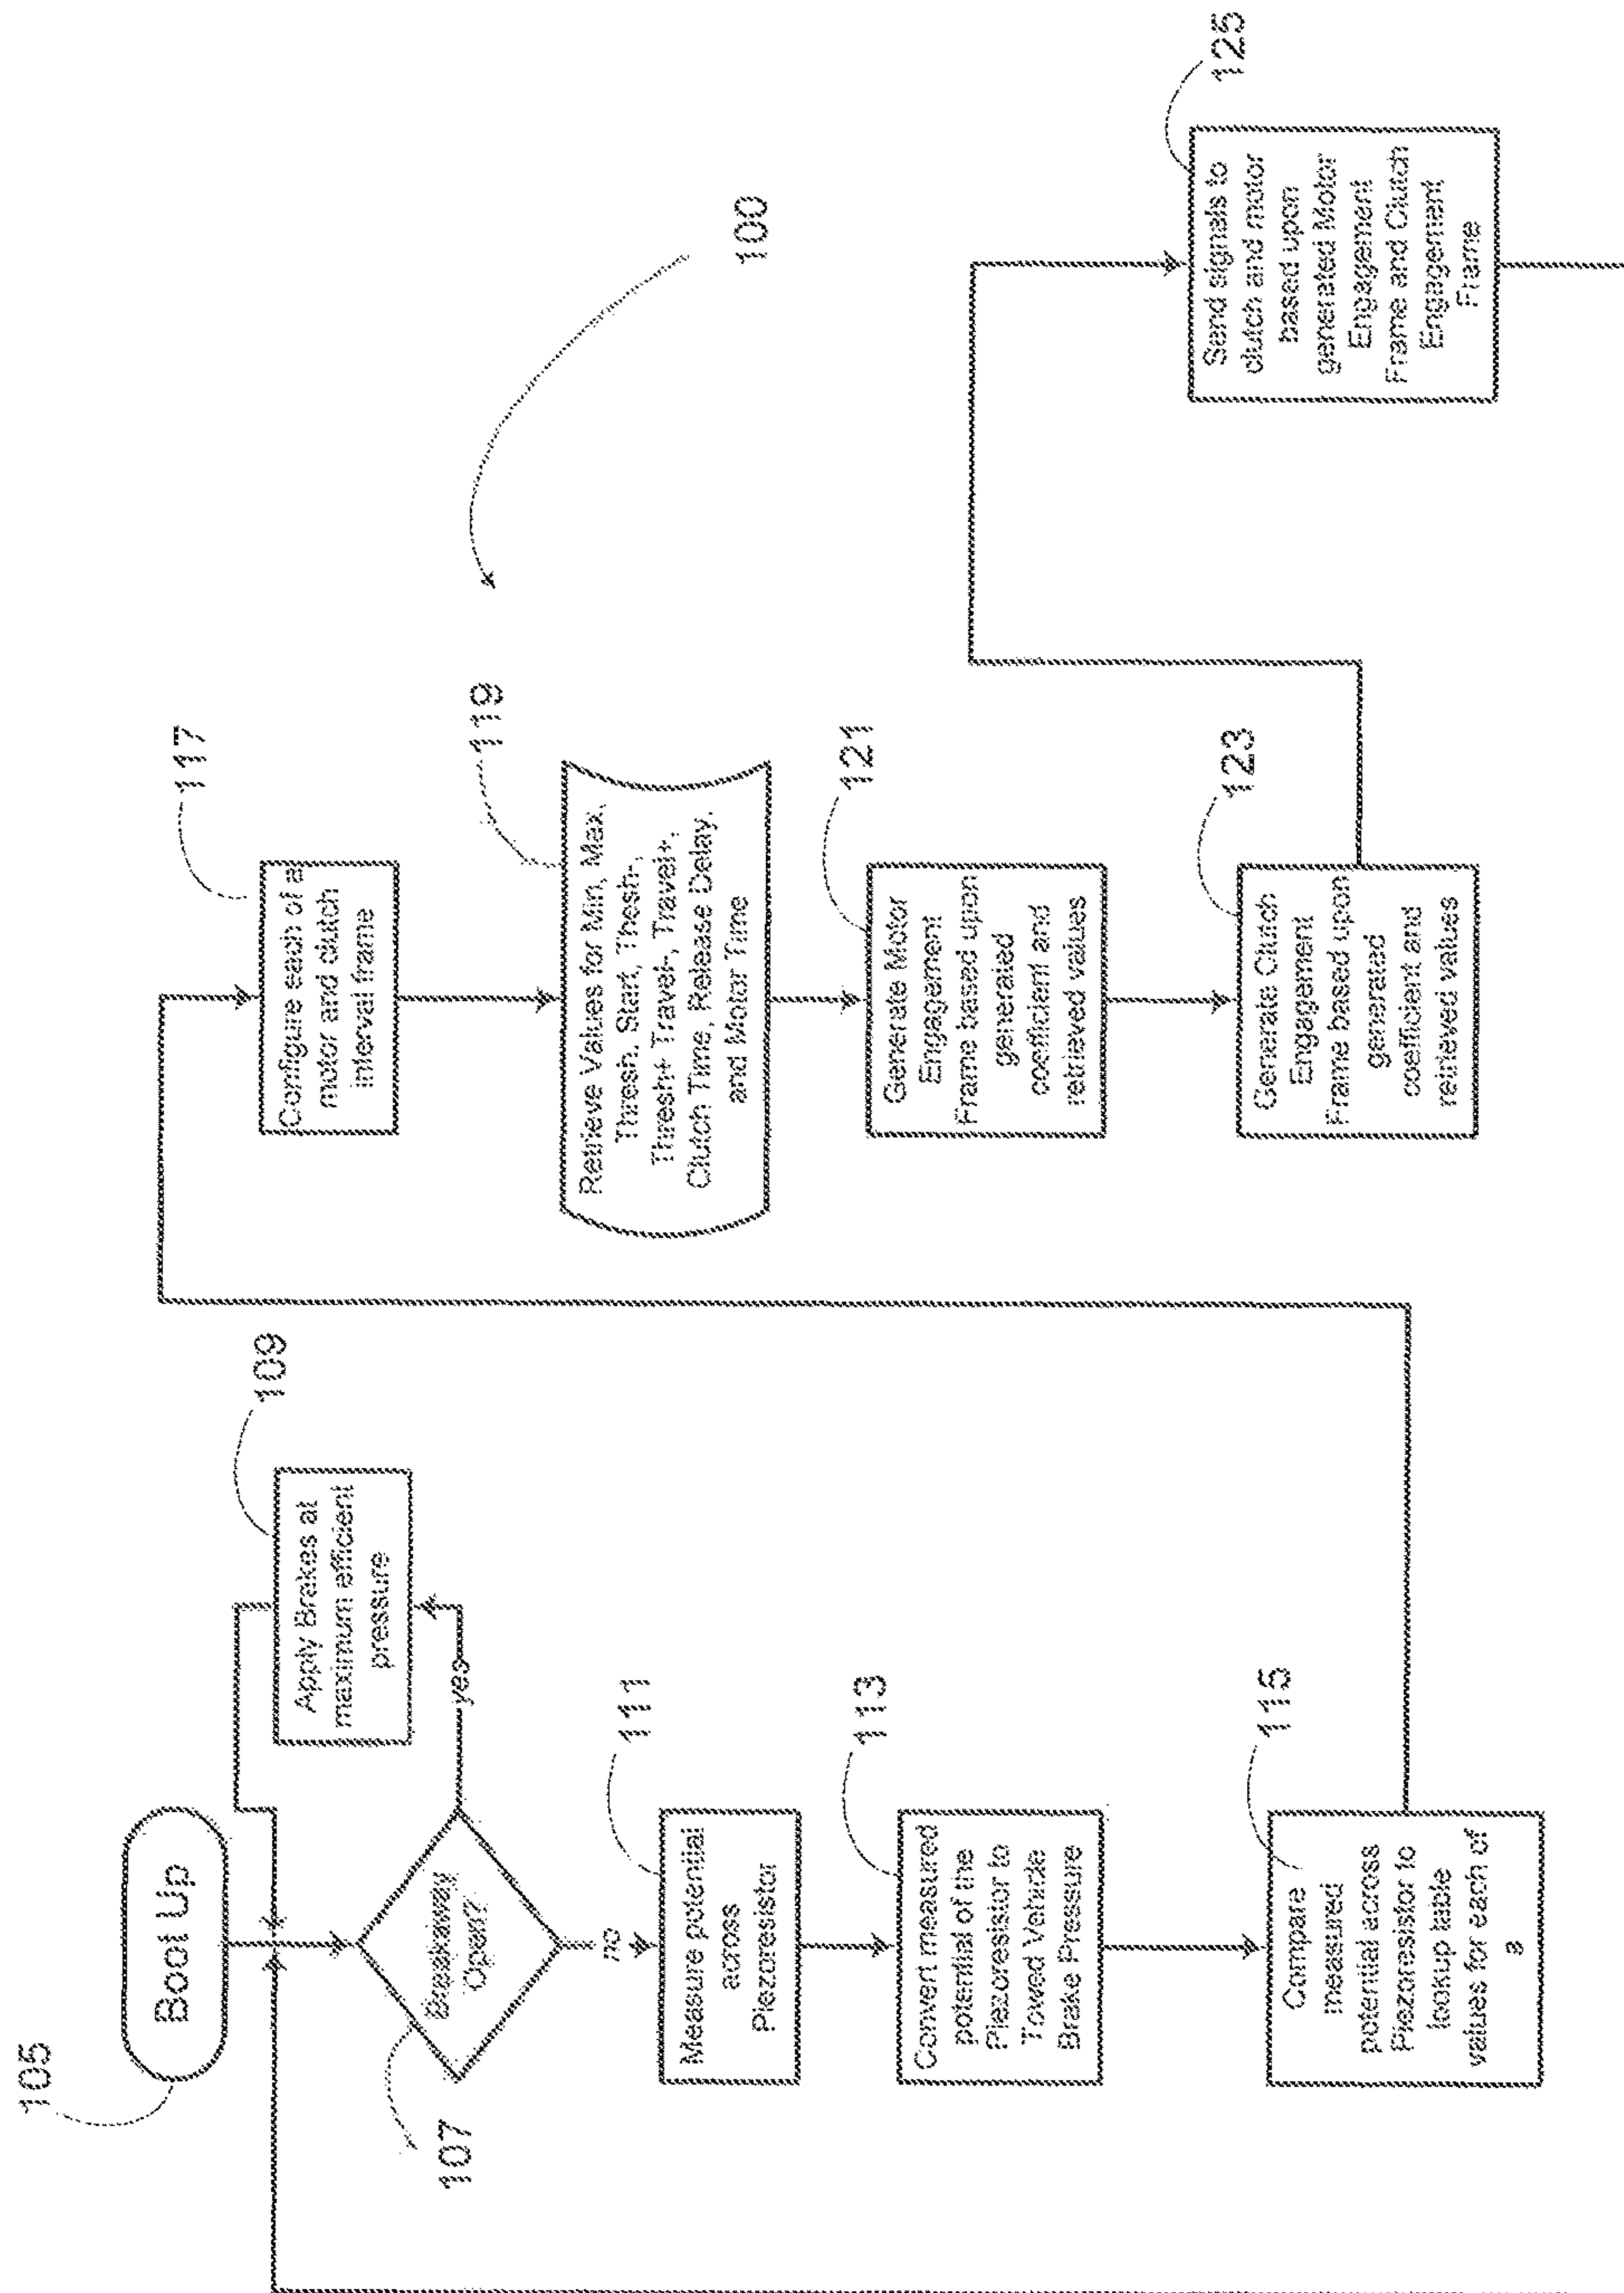 105
Boot Up
107
Breakaway
Open?
yes
no
109
Apply Brakes at
maximum efficient
pressure
111
Measure potential
across
Piezoresistor
113
Convert measured
potential of the
Piezoresistor to
Towed Vehicle
Brake Pressure
115
Compare
measured
potential across
Piezoresistor to
lookup table
values for each of
a
117
Configure each of a
motor and clutch
interval frame
119
Retrieve Values for Min, Max,
Thresh, Start, Thesh-,
Thresh+ Travel-, Travel+,
Clutch Time, Release Delay,
and Motor Time
121
Generate Motor
Engagement
Frame based upon
generated
coefficient and
retrieved values
123
Generate Clutch
Engagement
Frame based upon
generated
coefficient and
retrieved values
100
125
Send signals to
clutch and motor
based upon
generated Motor
Engagement
Frame and Clutch
Engagement
Frame